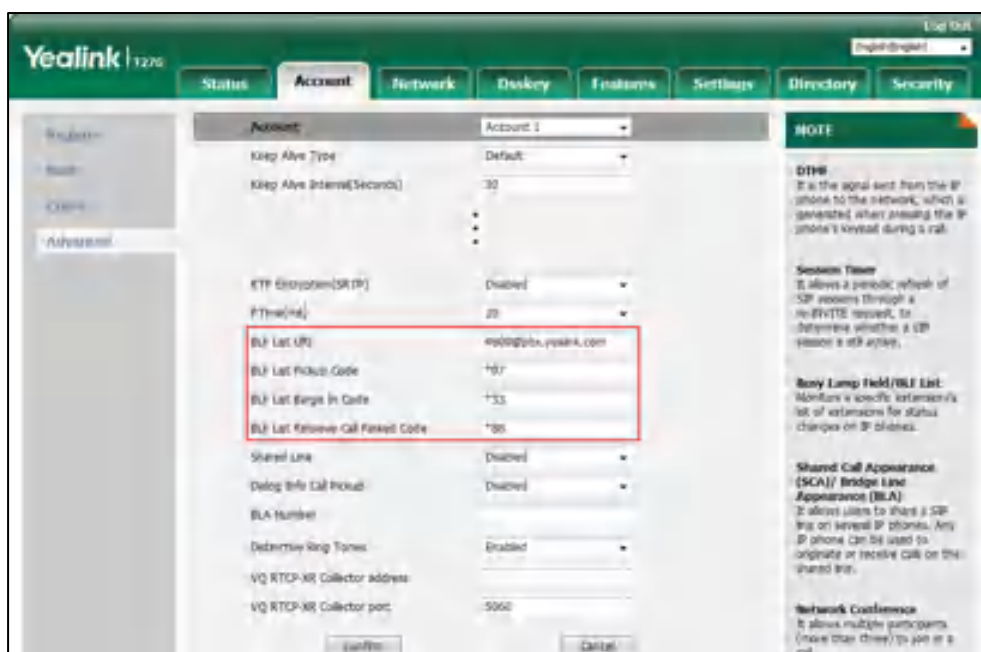 Log Out
English(English)
Yealink
Status Account Network Dsskey Features Settings Directory Security
Register
Basic
Codec
Advanced
Account Account 1
Keep Alive Type Default
Keep Alive Interval(Seconds) 30
RTP Encryption(SRTP) Disabled
PTime(ms) 20
BLF List URI
BLF List Pickup Code *97
BLF List Barge In Code *33
BLF List Retrieve Call Parked Code *88
Shared Line Disabled
Dialog Info Call Pickup Disabled
BLA Number
Distinctive Ring Tones Enabled
VQ RTCP-XR Collector address
VQ RTCP-XR Collector port 5060
Confirm Cancel
NOTE
DTMF
It is the signal sent from the IP
phone to the network, which is
generated when pressing the IP
phone's keypad during a call.
Session Timer
It allows a periodic refresh of
SIP sessions through a
re-INVITE request, to
determine whether a SIP
session is still active.
Busy Lamp Field/BLF List
Monitors a specific extension/a
list of extensions for status
changes on IP phones.
Shared Call Appearance
(SCA)/ Bridge Line
Appearance (BLA)
It allows users to share a SIP
line on several IP phones. Any
IP phone can be used to
originate or receive calls on the
shared line.
Network Conference
It allows multiple participants
(more than three) to join in a